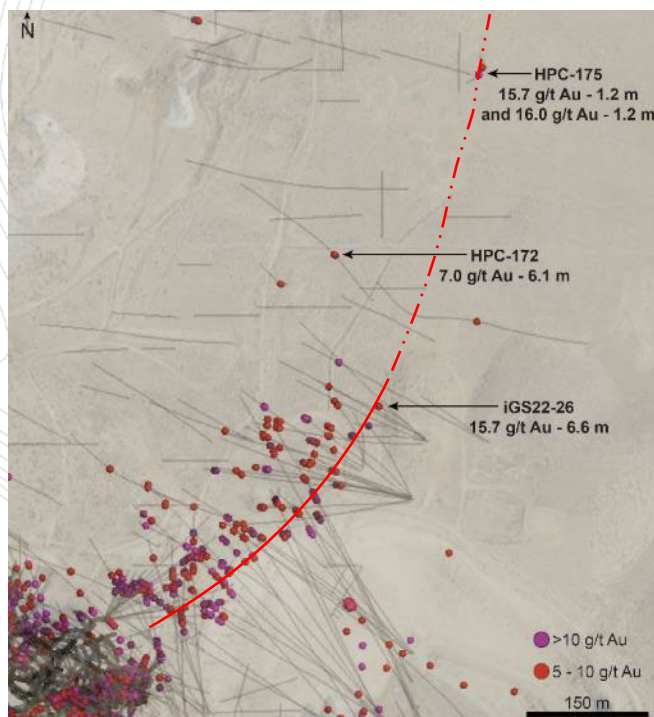 N
HPC-175
15.7 g/t Au - 1.2 m
and 16.0 g/t Au - 1.2 m
HPC-172
7.0 g/t Au - 6.1 m
iGS22-26
15.7 g/t Au - 6.6 m
>10 g/t Au
5 - 10 g/t Au
150 m